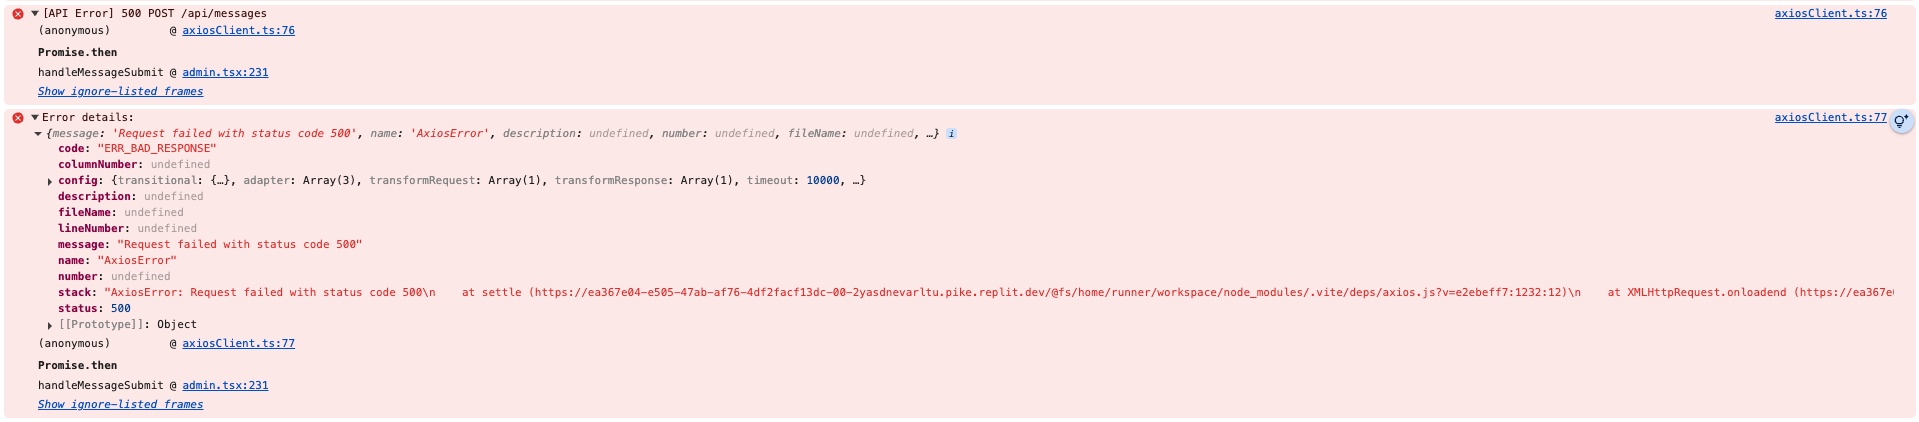 [API Error] 500 POST /api/messages axiosClient.ts:76
(anonymous) @ axiosClient.ts:76
Promise.then
handleMessageSubmit @ admin.tsx:231
Show ignore-listed frames
Error details: axiosClient.ts:77
{message: 'Request failed with status code 500', name: 'AxiosError', description: undefined, number: undefined, fileName: undefined, …} i
code: "ERR_BAD_RESPONSE"
columnNumber: undefined
config: {transitional: {…}, adapter: Array(3), transformRequest: Array(1), transformResponse: Array(1), timeout: 10000, …}
description: undefined
fileName: undefined
lineNumber: undefined
message: "Request failed with status code 500"
name: "AxiosError"
number: undefined
stack: "AxiosError: Request failed with status code 500\n    at settle (https://ea367e04-e505-47ab-af76-4df2facf13dc-00-2yasdnevarltu.pike.replit.dev/@fs/home/runner/workspace/node_modules/.vite/deps/axios.js?v=e2ebeff7:1232:12)\n    at XMLHttpRequest.onloadend (https://ea367e
status: 500
[[Prototype]]: Object
(anonymous) @ axiosClient.ts:77
Promise.then
handleMessageSubmit @ admin.tsx:231
Show ignore-listed frames